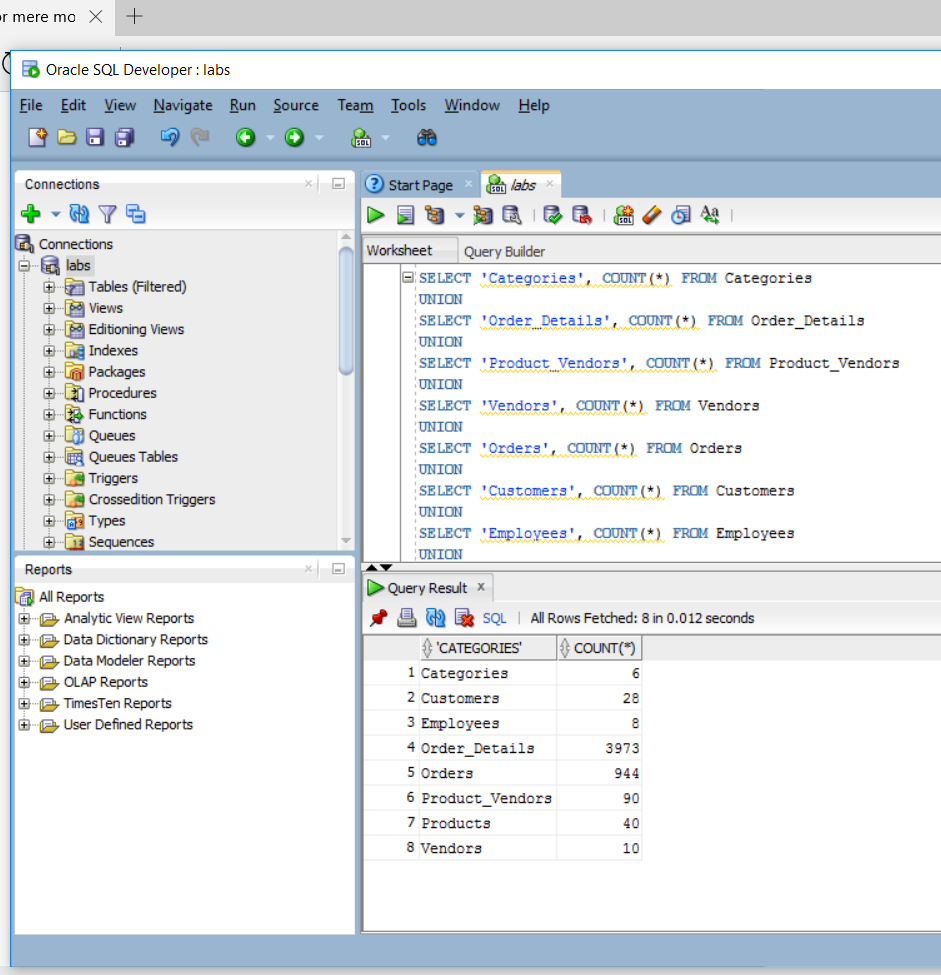 or mere mo
Oracle SQL Developer : labs
File Edit View Navigate Run Source Team Tools Window Help
Connections
Connections
labs
Tables (Filtered)
Views
Editioning Views
Indexes
Packages
Procedures
Functions
Queues
Queues Tables
Triggers
Crossedition Triggers
Types
Sequences
Reports
All Reports
Analytic View Reports
Data Dictionary Reports
Data Modeler Reports
OLAP Reports
TimesTen Reports
User Defined Reports
Start Page labs
Worksheet Query Builder
SELECT 'Categories', COUNT(*) FROM Categories
UNION
SELECT 'Order_Details', COUNT(*) FROM Order_Details
UNION
SELECT 'Product_Vendors', COUNT(*) FROM Product_Vendors
UNION
SELECT 'Vendors', COUNT(*) FROM Vendors
UNION
SELECT 'Orders', COUNT(*) FROM Orders
UNION
SELECT 'Customers', COUNT(*) FROM Customers
UNION
SELECT 'Employees', COUNT(*) FROM Employees
UNION
Query Result
SQL | All Rows Fetched: 8 in 0.012 seconds
'CATEGORIES' COUNT(*)
1 Categories 6
2 Customers 28
3 Employees 8
4 Order_Details 3973
5 Orders 944
6 Product_Vendors 90
7 Products 40
8 Vendors 10